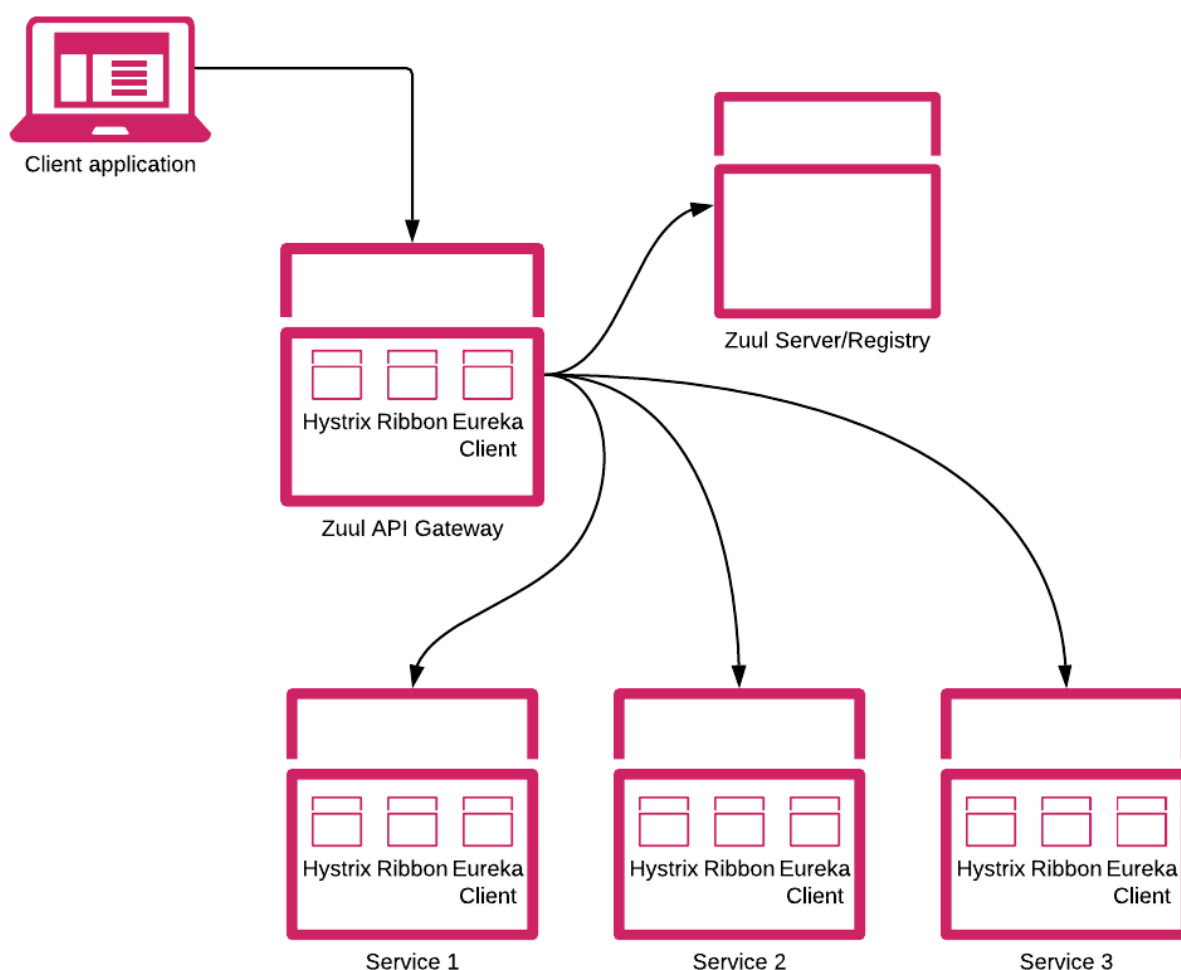 Client application
Zuul Server/Registry
Hystrix Ribbon Eureka
Client
Zuul API Gateway
Hystrix Ribbon Eureka
Client
Service 1
Hystrix Ribbon Eureka
Client
Service 2
Hystrix Ribbon Eureka
Client
Service 3